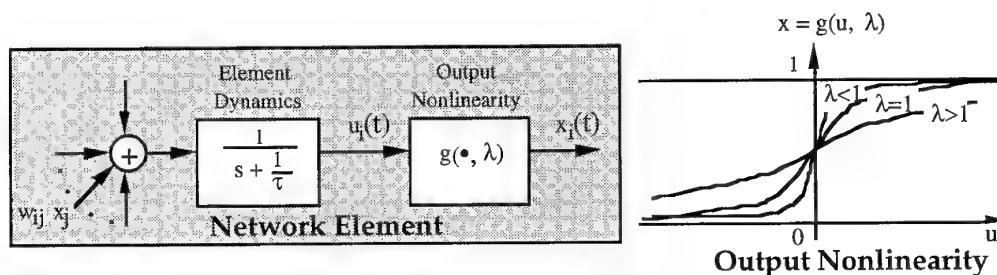 Element
Dynamics
Output
Nonlinearity
1
s + 1
τ
u_i(t)
g(•, λ)
x_i(t)
+
w_ij x_j
Network Element
x = g(u, λ)
1
λ<1
λ=1
λ>1
0
u
Output Nonlinearity